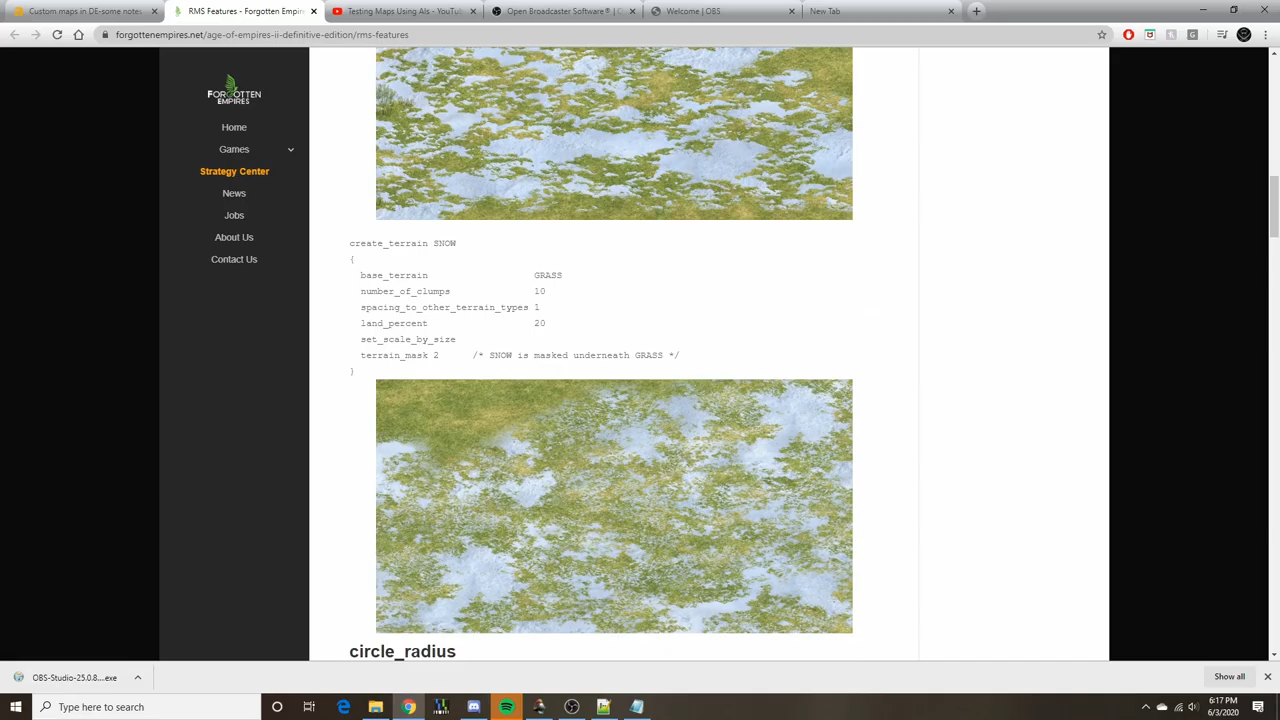 Custom maps in DE-some notes
RMS Features - Forgotten Empire
Testing Maps Using AIs - YouTu
Open Broadcaster Software® |
Welcome | OBS
New Tab
forgottenempires.net/age-of-empires-ii-definitive-edition/rms-features
FORGOTTEN
EMPIRES
Home
Games
Strategy Center
News
Jobs
About Us
Contact Us
create_terrain SNOW
{
base_terrain GRASS
number_of_clumps 10
spacing_to_other_terrain_types 1
land_percent 20
set_scale_by_size
terrain_mask 2 /* SNOW is masked underneath GRASS */
}
circle_radius
OBS-Studio-25.0.8....exe
Show all
Type here to search
6:17 PM
6/3/2020